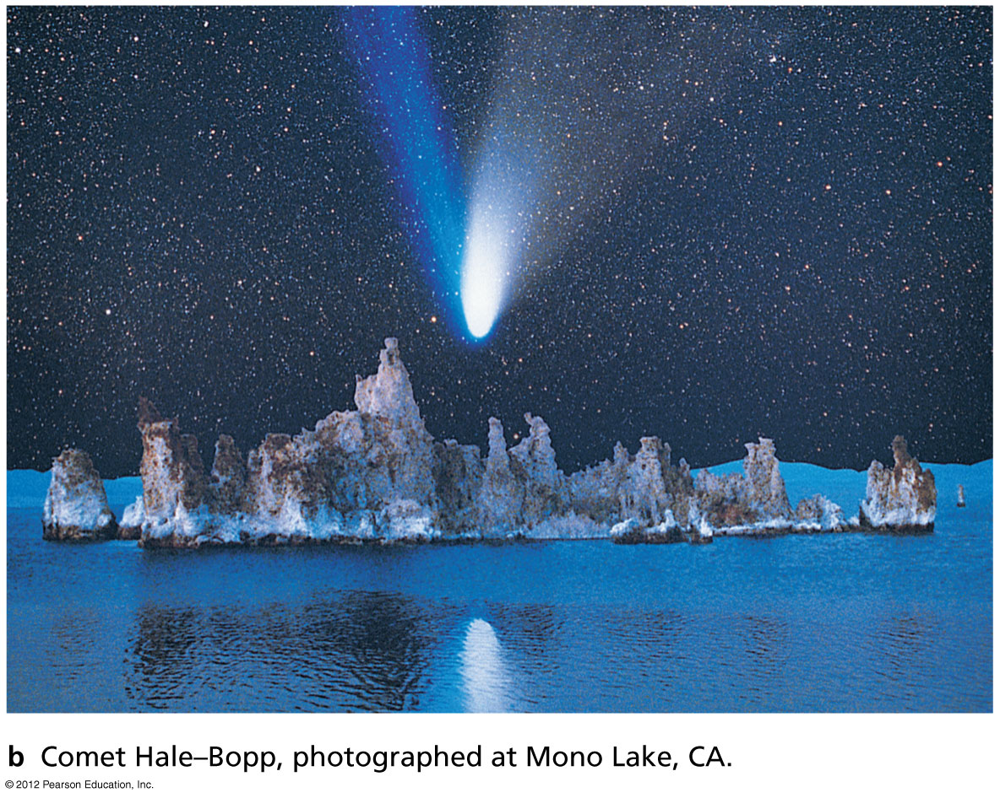 b Comet Hale–Bopp, photographed at Mono Lake, CA.
© 2012 Pearson Education, Inc.